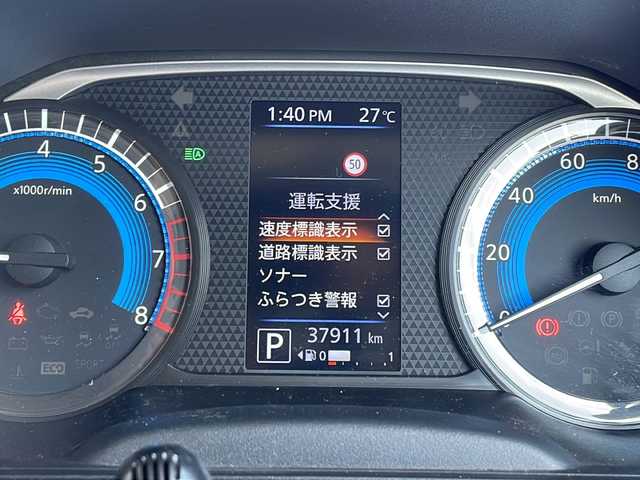 1:40 PM 27℃
50
運転支援
速度標識表示
道路標識表示
ソナー
ふらつき警報
P 37911 km
0 1
4
5
6
7
8
x1000r/min
ECO SPORT
0
20
40
60
8
km/h